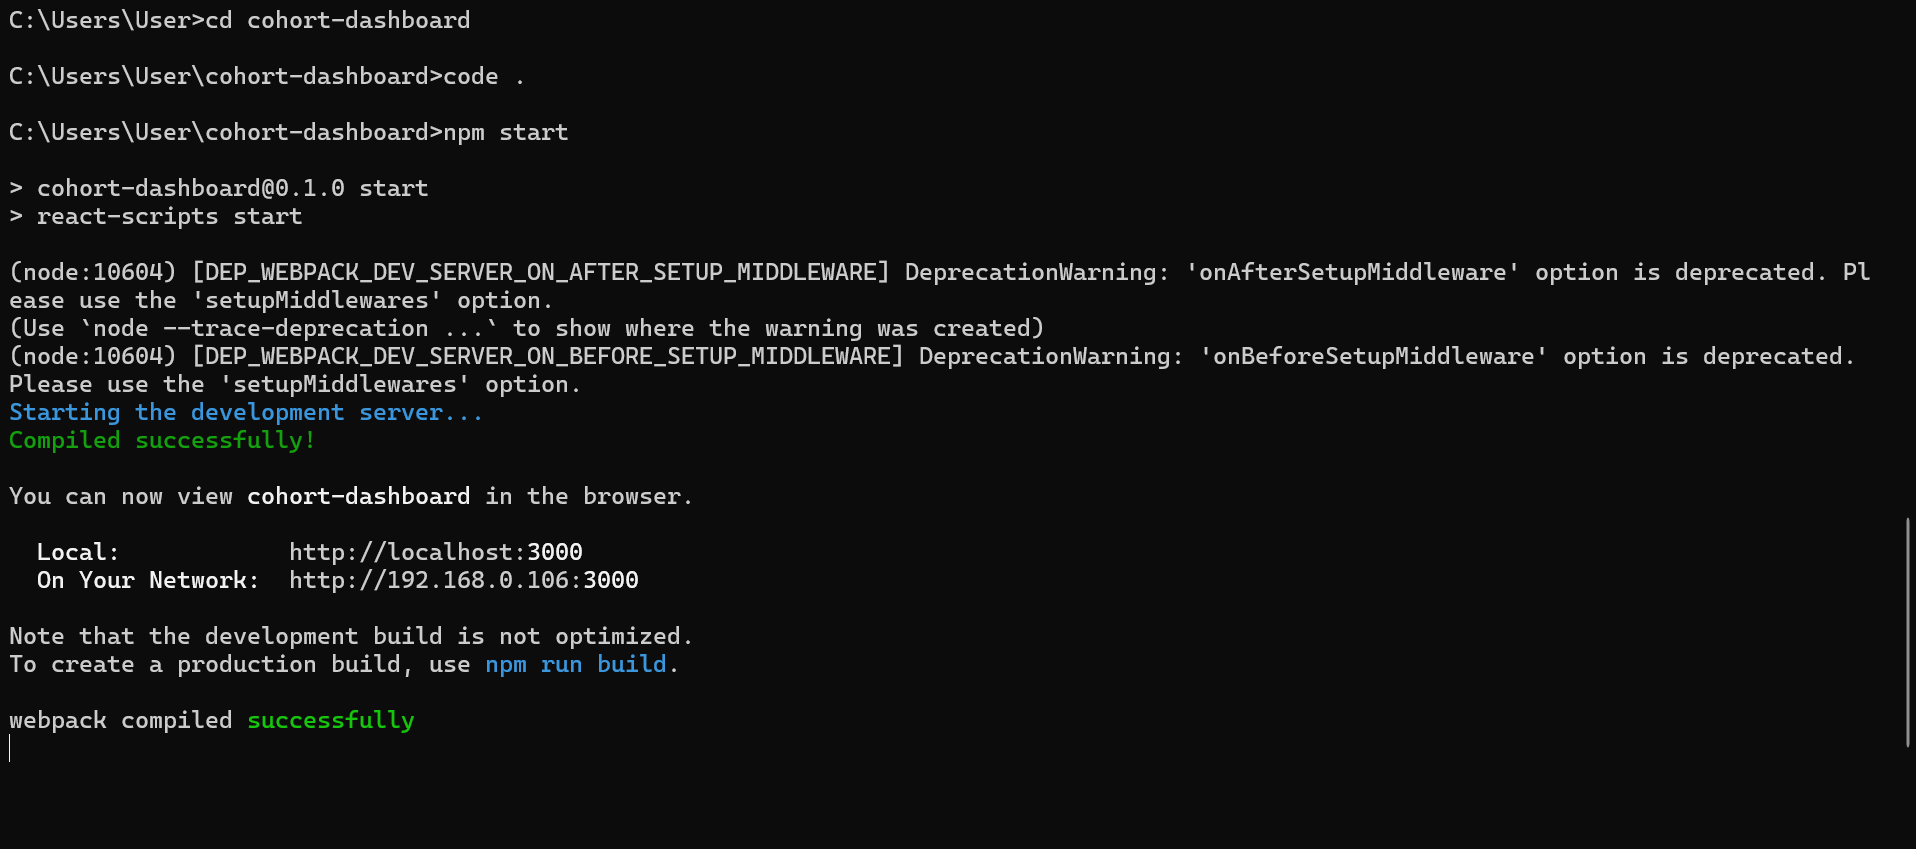 C:\Users\User>cd cohort-dashboard
C:\Users\User\cohort-dashboard>code .
C:\Users\User\cohort-dashboard>npm start
> cohort-dashboard@0.1.0 start
> react-scripts start
(node:10604) [DEP_WEBPACK_DEV_SERVER_ON_AFTER_SETUP_MIDDLEWARE] DeprecationWarning: 'onAfterSetupMiddleware' option is deprecated. Pl
ease use the 'setupMiddlewares' option.
(Use `node --trace-deprecation ...` to show where the warning was created)
(node:10604) [DEP_WEBPACK_DEV_SERVER_ON_BEFORE_SETUP_MIDDLEWARE] DeprecationWarning: 'onBeforeSetupMiddleware' option is deprecated.
Please use the 'setupMiddlewares' option.
Starting the development server...
Compiled successfully!
You can now view cohort-dashboard in the browser.
Local:            http://localhost:3000
On Your Network:  http://192.168.0.106:3000
Note that the development build is not optimized.
To create a production build, use npm run build.
webpack compiled successfully